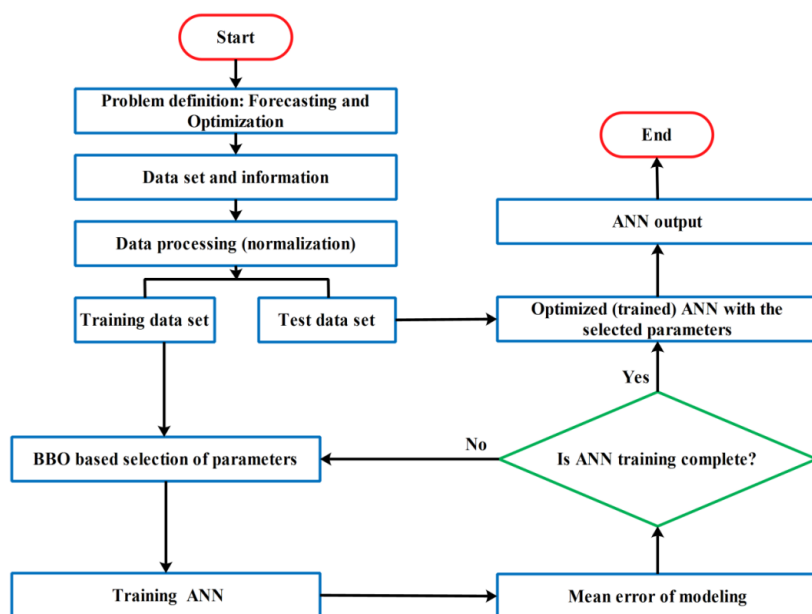 Start
Problem definition: Forecasting and
Optimization
Data set and information
Data processing (normalization)
Training data set
Test data set
BBO based selection of parameters
Training ANN
Mean error of modeling
Is ANN training complete?
No
Yes
Optimized (trained) ANN with the
selected parameters
ANN output
End